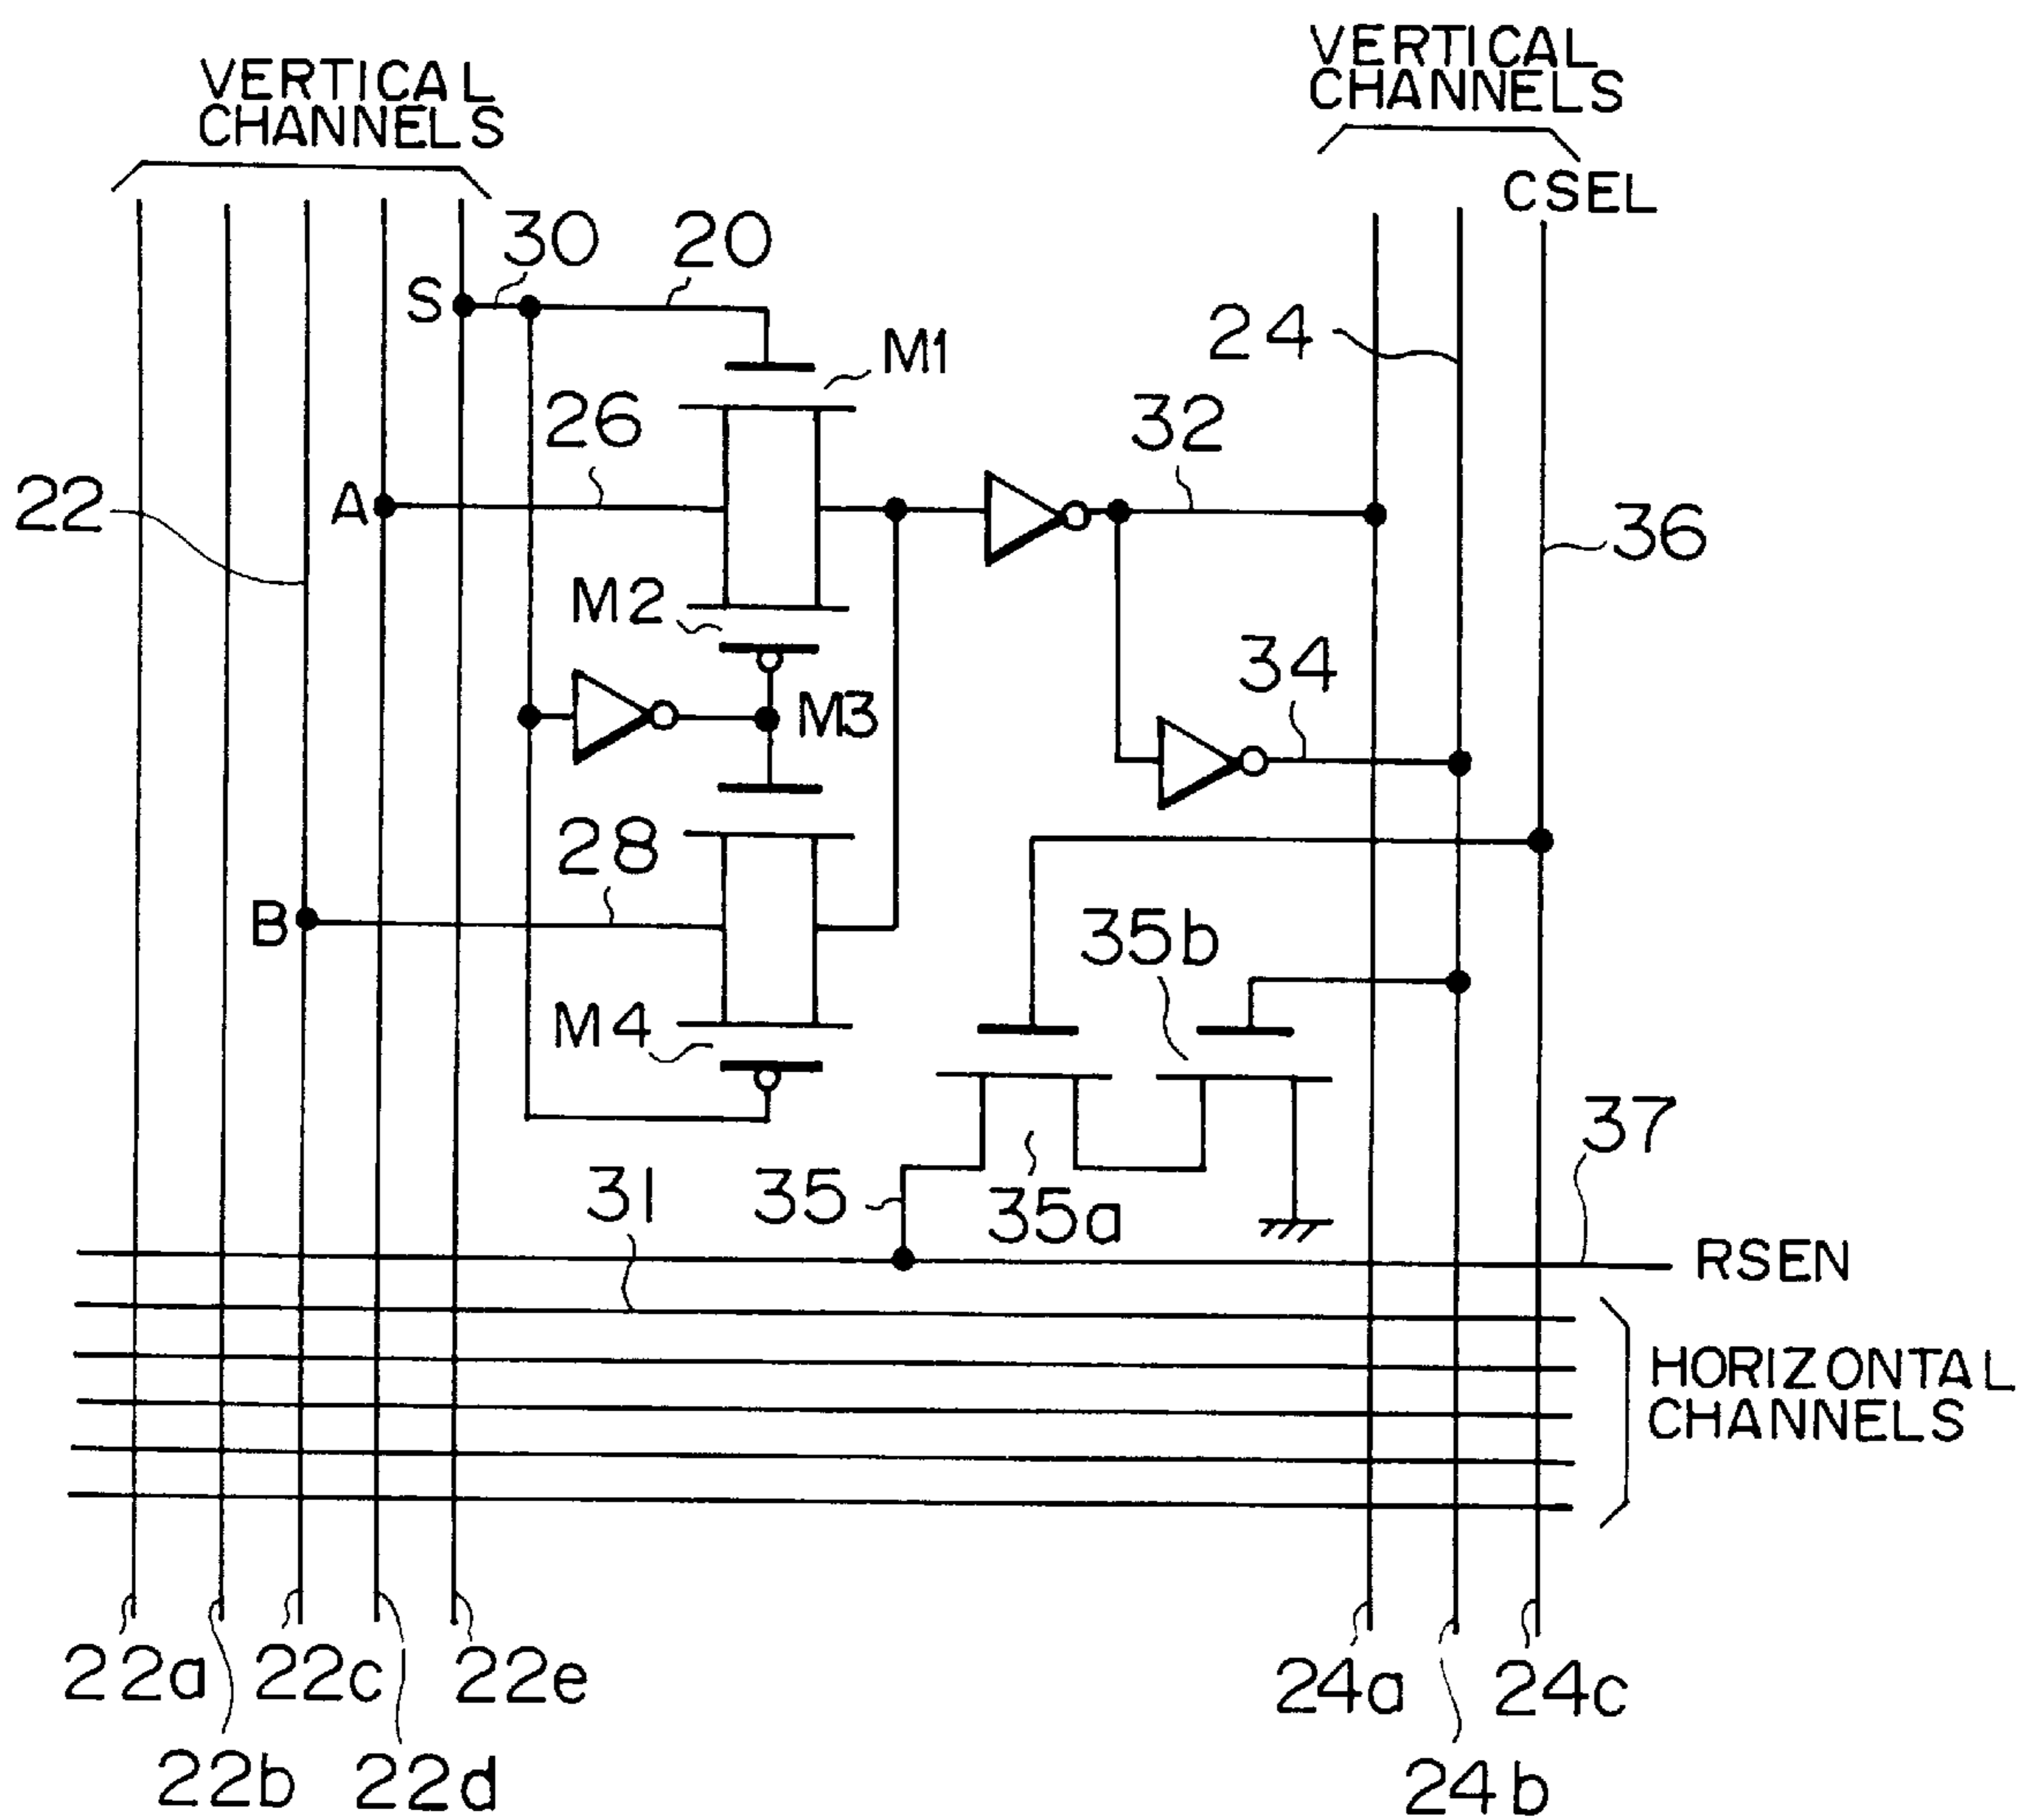 VERTICAL
CHANNELS
VERTICAL
CHANNELS
CSEL
30
20
S
24
M1
26
32
22
A
36
M2
34
M3
28
B
35b
M4
37
31
35
35a
RSEN
HORIZONTAL
CHANNELS
22a
22c
22e
24a
24c
22b
22d
24b